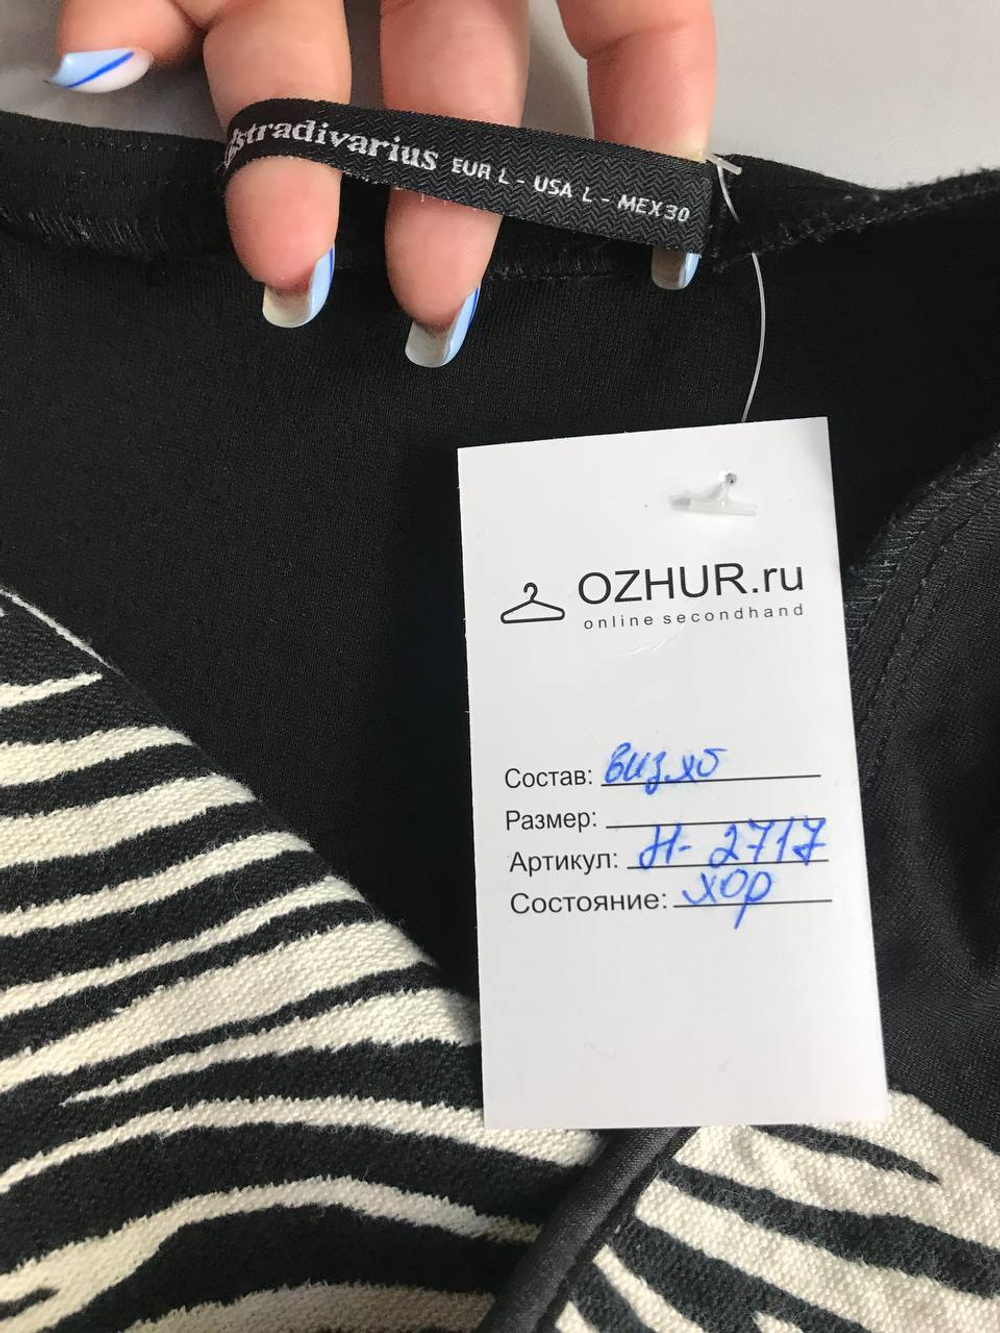 stradivarius EUR L - USA L - MEX 30
OZHUR.ru
online secondhand
Состав: виз.хб
Размер:
Артикул: Н- 2717
Состояние: хор